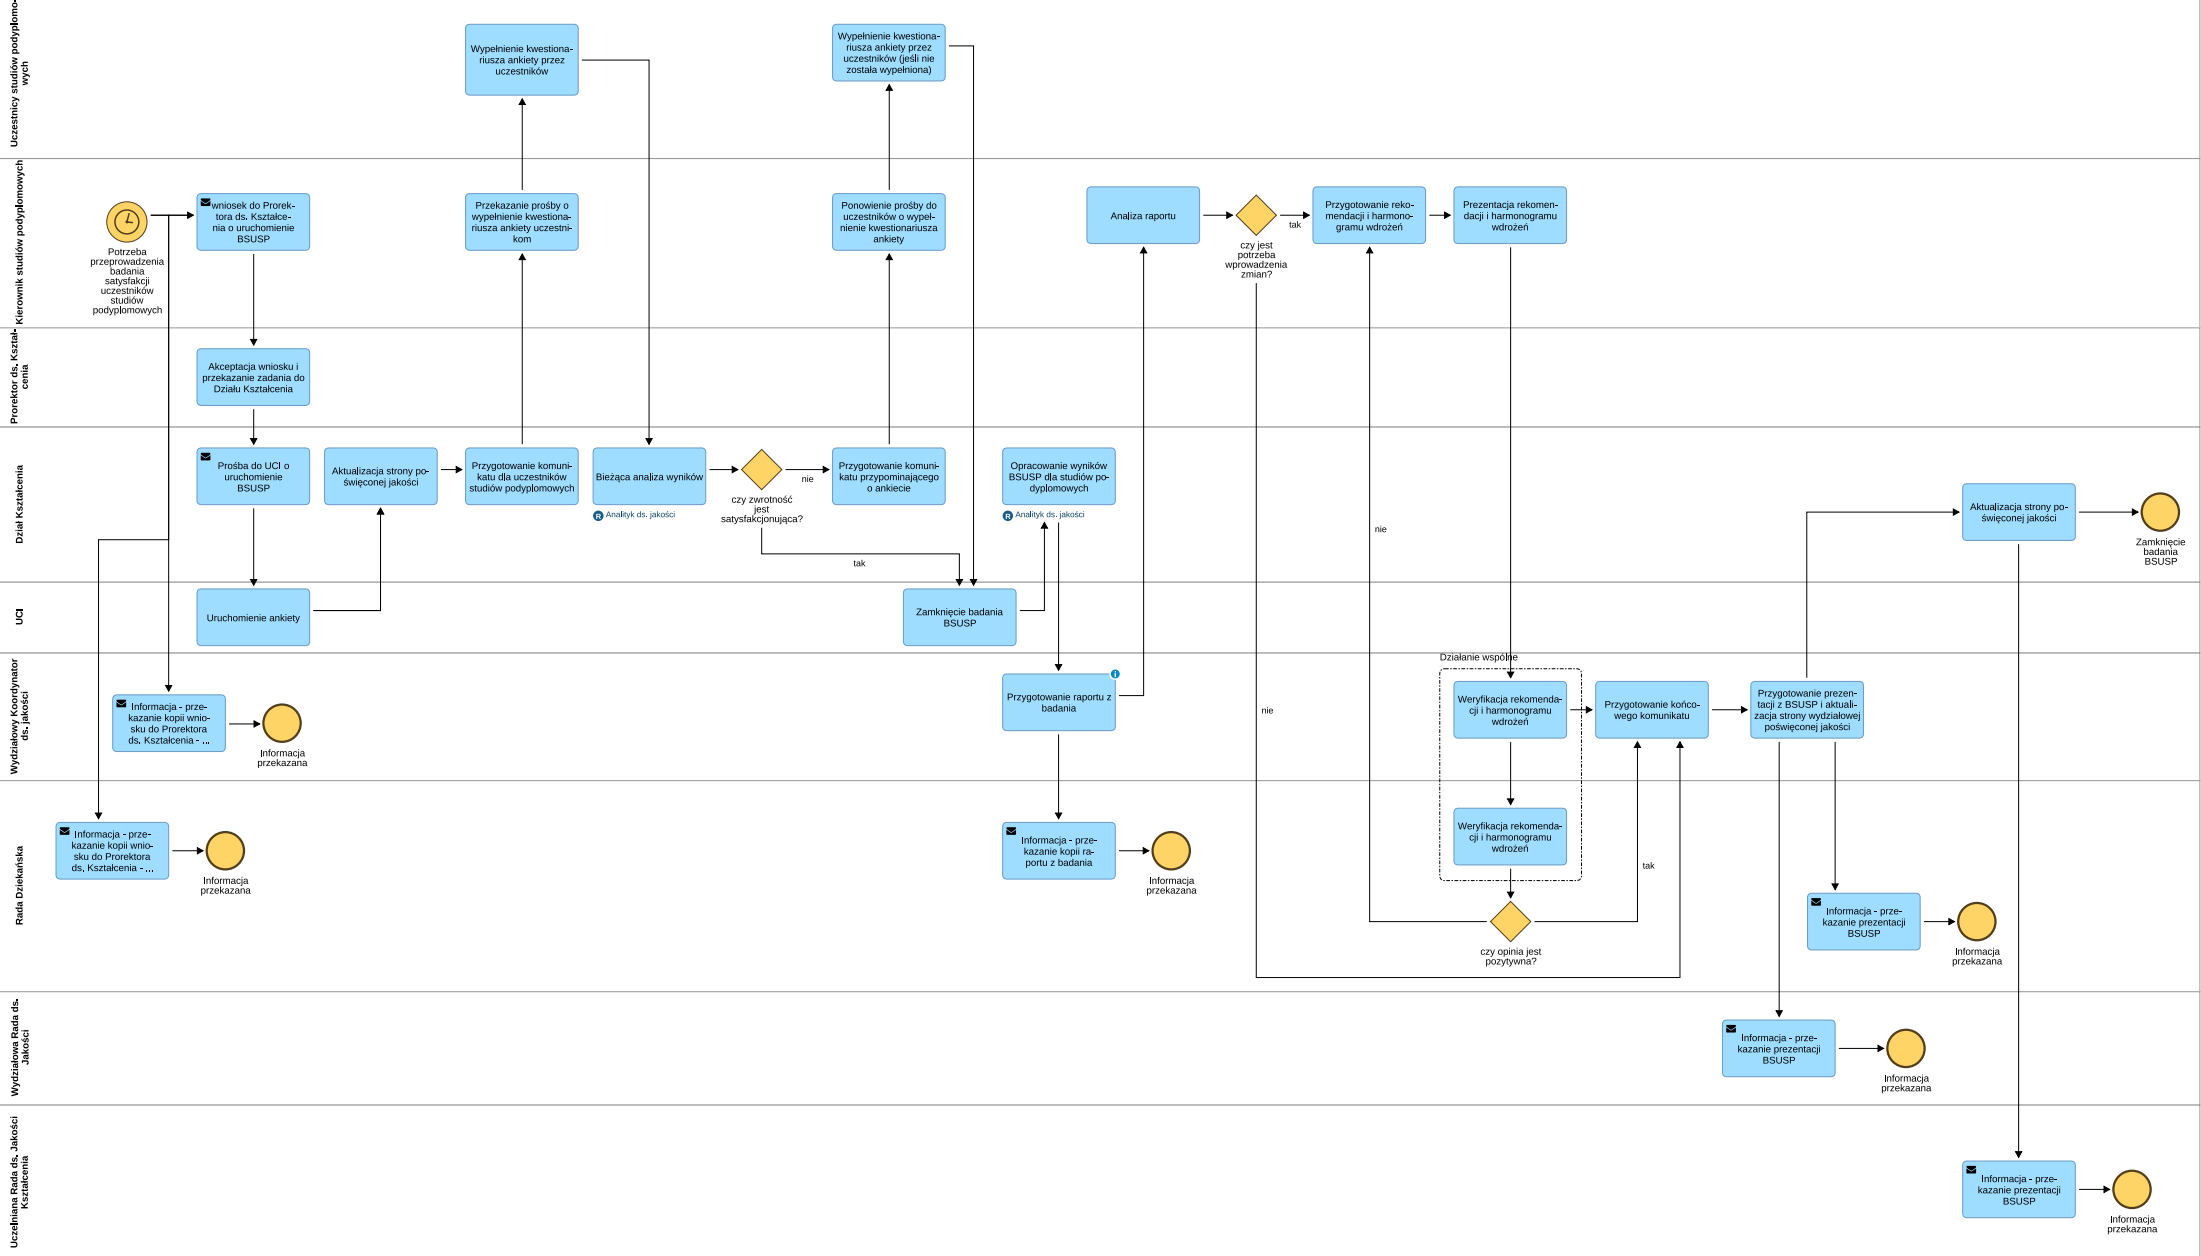 Uczestnicy studiów podyplomo-
wych
Wypełnienie kwestiona-
riusza ankiety przez
uczestników
Wypełnienie kwestiona-
riusza ankiety przez
uczestników (jeśli nie
została wypełniona)
Kierownik studiów podyplomowych
Potrzeba
przeprowadzenia
badania
satysfakcji
uczestników
studiów
podyplomowych
wniosek do Prorek-
tora ds. Kształce-
nia o uruchomienie
BSUSP
Przekazanie prośby o
wypełnienie kwestiona-
riusza ankiety uczestni-
kom
Ponowienie prośby do
uczestników o wypeł-
nienie kwestionariusza
ankiety
Analiza raportu
czy jest
potrzeba
wprowadzenia
zmian?
tak
Przygotowanie reko-
mendacji i harmono-
gramu wdrożeń
Prezentacja rekomen-
dacji i harmonogramu
wdrożeń
Prorektor ds. Kształ-
cenia
Akceptacja wniosku i
przekazanie zadania do
Działu Kształcenia
Dział Kształcenia
Prośba do UCI o
uruchomienie
BSUSP
Aktualizacja strony po-
święconej jakości
Przygotowanie komuni-
katu dla uczestników
studiów podyplomowych
Bieżąca analiza wyników
R Analityk ds. jakości
czy zwrotność
jest
satysfakcjonująca?
nie
tak
Przygotowanie komuni-
katu przypominającego
o ankiecie
Opracowanie wyników
BSUSP dla studiów po-
dyplomowych
R Analityk ds. jakości
nie
Aktualizacja strony po-
święconej jakości
Zamknięcie
badania
BSUSP
UCI
Uruchomienie ankiety
Zamknięcie badania
BSUSP
Wydziałowy Koordynator
ds. jakości
Informacja - prze-
kazanie kopii wnio-
sku do Prorektora
ds. Kształcenia - ...
Informacja
przekazana
Przygotowanie raportu z
badania
i
nie
Działanie wspólne
Weryfikacja rekomenda-
cji i harmonogramu
wdrożeń
Przygotowanie końco-
wego komunikatu
Przygotowanie prezen-
tacji z BSUSP i aktuali-
zacja strony wydziałowej
poświęconej jakości
Rada Dziekańska
Informacja - prze-
kazanie kopii wnio-
sku do Prorektora
ds. Kształcenia - ...
Informacja
przekazana
Informacja - prze-
kazanie kopii ra-
portu z badania
Informacja
przekazana
Weryfikacja rekomenda-
cji i harmonogramu
wdrożeń
tak
czy opinia jest
pozytywna?
Informacja - prze-
kazanie prezentacji
BSUSP
Informacja
przekazana
Wydziałowa Rada ds.
Jakości
Informacja - prze-
kazanie prezentacji
BSUSP
Informacja
przekazana
Uczelniana Rada ds. Jakości
Kształcenia
Informacja - prze-
kazanie prezentacji
BSUSP
Informacja
przekazana